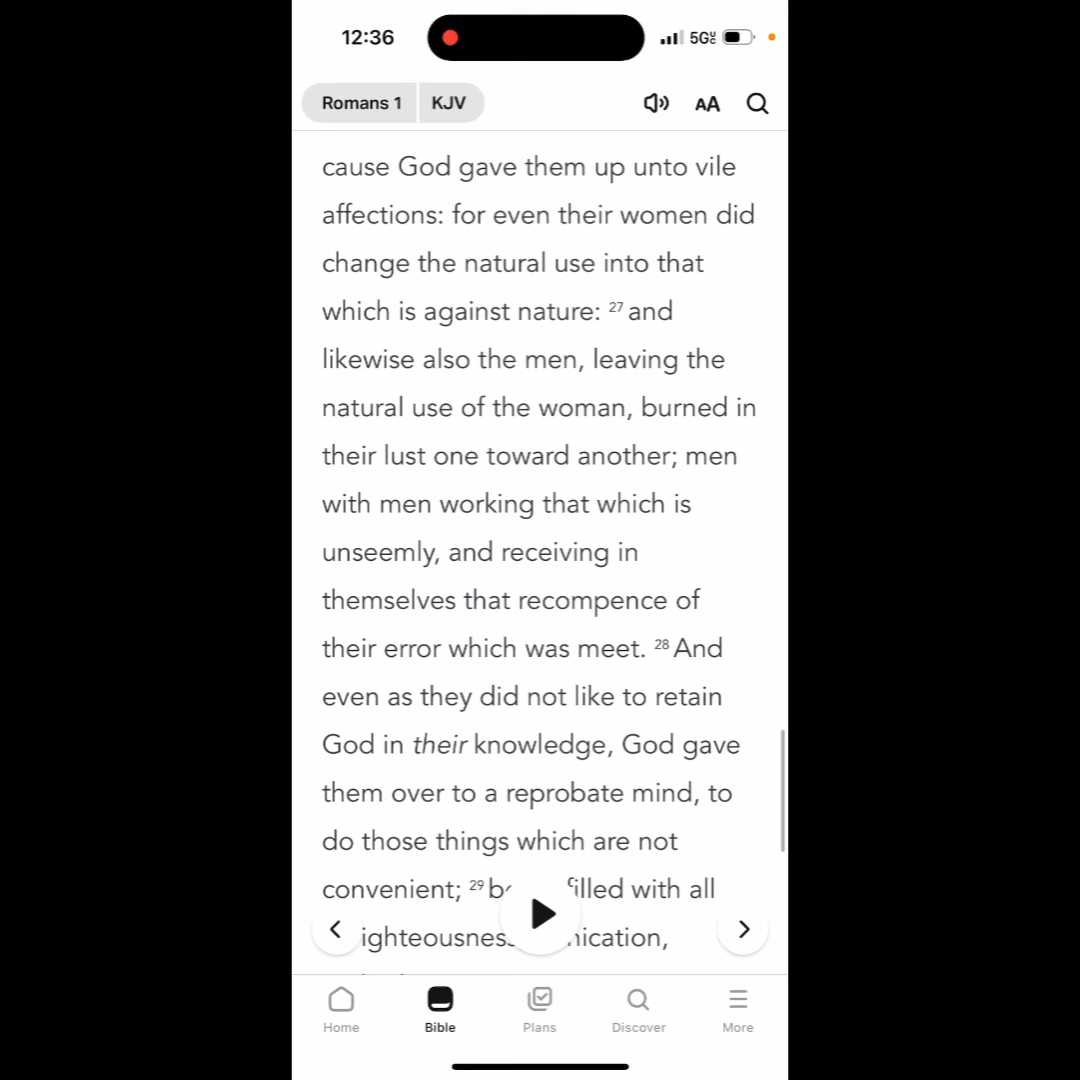 12:36 5G
Romans 1 KJV AA
cause God gave them up unto vile
affections: for even their women did
change the natural use into that
which is against nature: 27 and
likewise also the men, leaving the
natural use of the woman, burned in
their lust one toward another; men
with men working that which is
unseemly, and receiving in
themselves that recompence of
their error which was meet. 28 And
even as they did not like to retain
God in their knowledge, God gave
them over to a reprobate mind, to
do those things which are not
convenient; 29 with all
Home Bible Plans Discover More